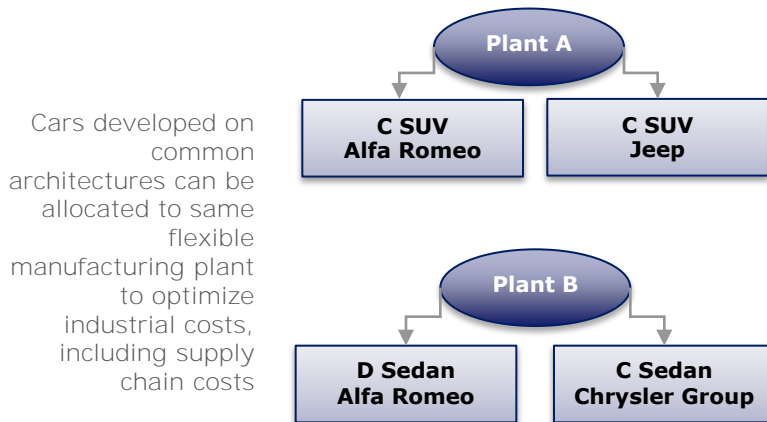 Plant A
C SUV
Alfa Romeo
C SUV
Jeep
Cars developed on
common
architectures can be
allocated to same
flexible
manufacturing plant
to optimize
industrial costs,
including supply
chain costs
Plant B
D Sedan
Alfa Romeo
C Sedan
Chrysler Group